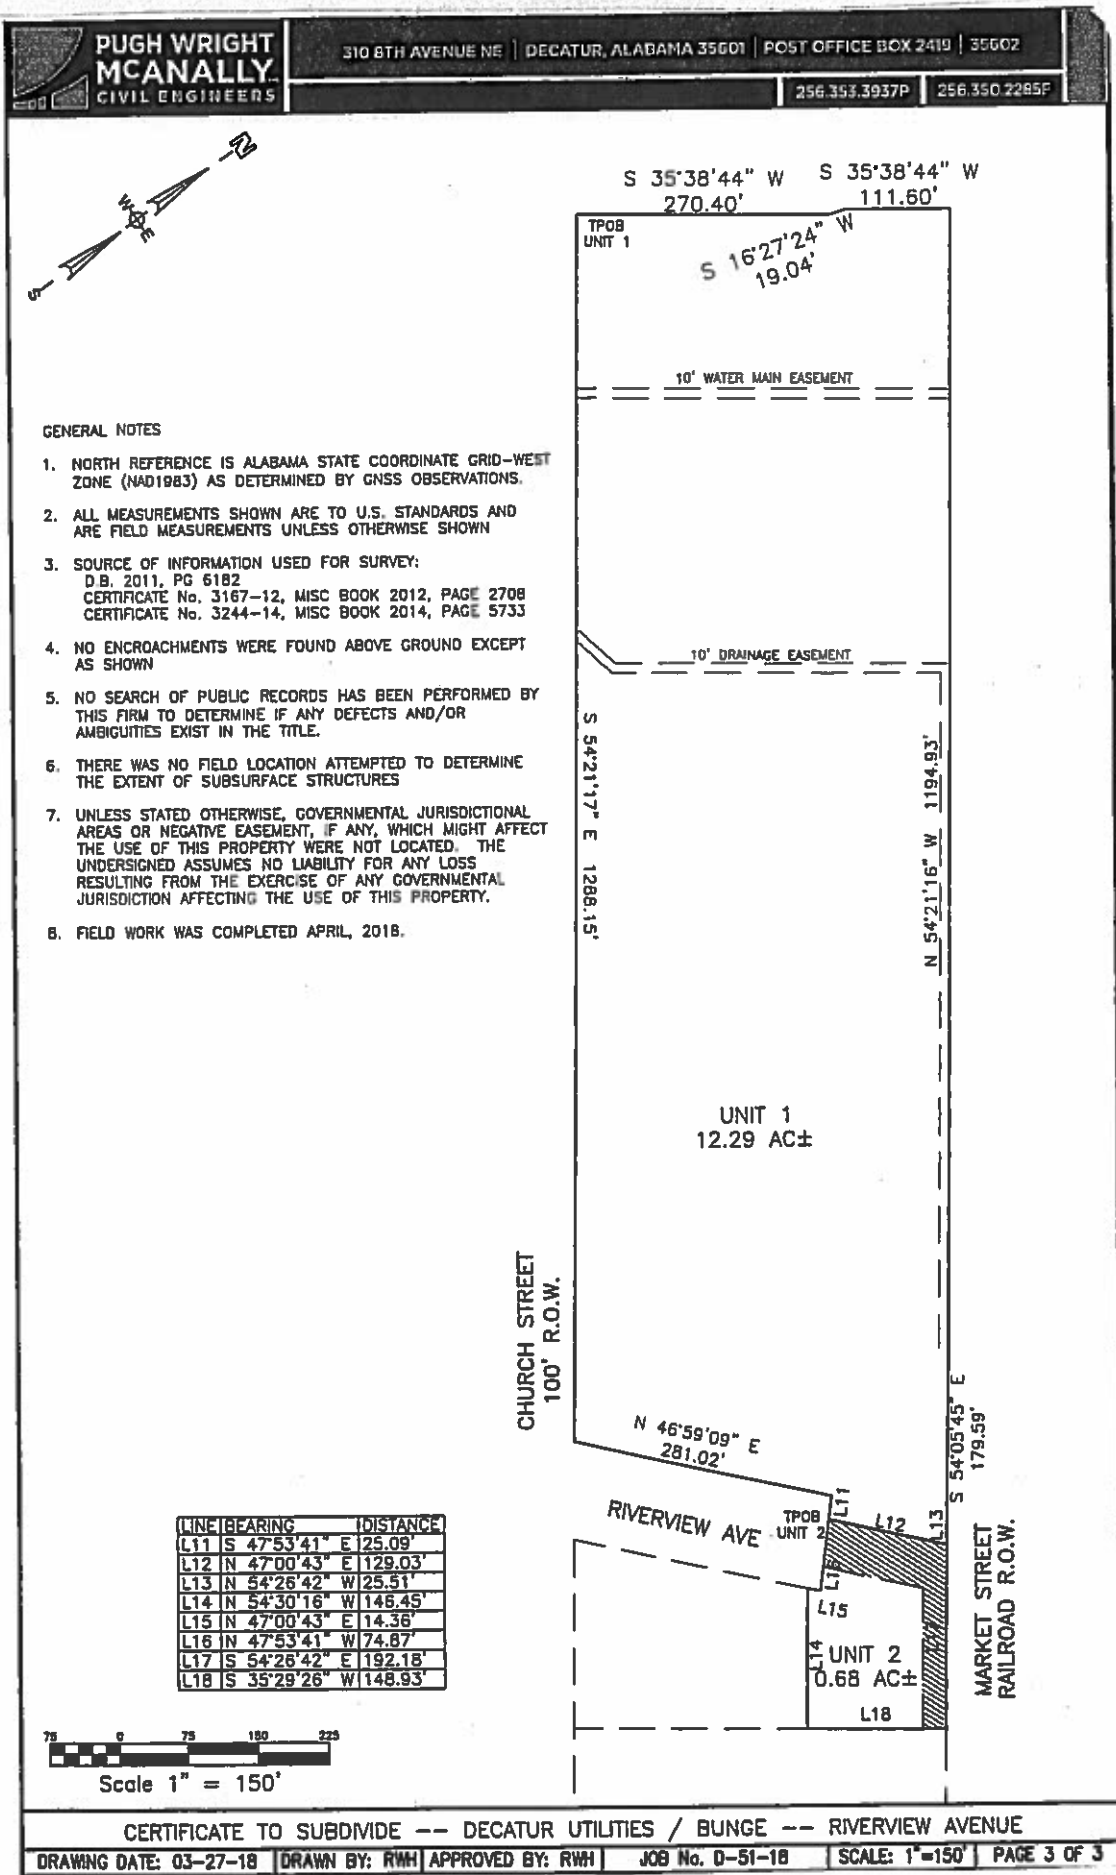 PUGH WRIGHT
MCANALLY
CIVIL ENGINEERS
310 8TH AVENUE NE | DECATUR, ALABAMA 35601 | POST OFFICE BOX 2419 | 35602
256.353.3937P | 256.350.2285F
N
W
E
S
S 35°38'44" W
270.40'
S 35°38'44" W
111.60'
TPOB
UNIT 1
S 16°27'24" W
19.04'
10' WATER MAIN EASEMENT
GENERAL NOTES
1. NORTH REFERENCE IS ALABAMA STATE COORDINATE GRID-WEST
ZONE (NAD1983) AS DETERMINED BY GNSS OBSERVATIONS.
2. ALL MEASUREMENTS SHOWN ARE TO U.S. STANDARDS AND
ARE FIELD MEASUREMENTS UNLESS OTHERWISE SHOWN
3. SOURCE OF INFORMATION USED FOR SURVEY:
D.B. 2011, PG 6182
CERTIFICATE No. 3167-12, MISC BOOK 2012, PAGE 2708
CERTIFICATE No. 3244-14, MISC BOOK 2014, PAGE 5733
4. NO ENCROACHMENTS WERE FOUND ABOVE GROUND EXCEPT
AS SHOWN
5. NO SEARCH OF PUBLIC RECORDS HAS BEEN PERFORMED BY
THIS FIRM TO DETERMINE IF ANY DEFECTS AND/OR
AMBIGUITIES EXIST IN THE TITLE.
6. THERE WAS NO FIELD LOCATION ATTEMPTED TO DETERMINE
THE EXTENT OF SUBSURFACE STRUCTURES
7. UNLESS STATED OTHERWISE, GOVERNMENTAL JURISDICTIONAL
AREAS OR NEGATIVE EASEMENT, IF ANY, WHICH MIGHT AFFECT
THE USE OF THIS PROPERTY WERE NOT LOCATED. THE
UNDERSIGNED ASSUMES NO LIABILITY FOR ANY LOSS
RESULTING FROM THE EXERCISE OF ANY GOVERNMENTAL
JURISDICTION AFFECTING THE USE OF THIS PROPERTY.
8. FIELD WORK WAS COMPLETED APRIL, 2018.
10' DRAINAGE EASEMENT
S 54°21'17" E 1288.15'
N 54°21'16" W 1194.93'
UNIT 1
12.29 AC±
CHURCH STREET
100' R.O.W.
N 46°59'09" E
281.02'
S 54°05'45" E
179.59'
RIVERVIEW AVE
TPOB
UNIT 2
L11
L12
L13
L16
L15
L14
UNIT 2
0.68 AC±
L18
MARKET STREET
RAILROAD R.O.W.
LINE BEARING DISTANCE
L11 S 47°53'41" E 25.09'
L12 N 47°00'43" E 129.03'
L13 N 54°26'42" W 25.51'
L14 N 54°30'16" W 146.45'
L15 N 47°00'43" E 14.36'
L16 N 47°53'41" W 74.87'
L17 S 54°26'42" E 192.18'
L18 S 35°29'26" W 148.93'
75 0 75 150 225
Scale 1" = 150'
CERTIFICATE TO SUBDIVIDE -- DECATUR UTILITIES / BUNGE -- RIVERVIEW AVENUE
DRAWING DATE: 03-27-18 DRAWN BY: RWH APPROVED BY: RWH JOB No. D-51-18 SCALE: 1"=150' PAGE 3 OF 3